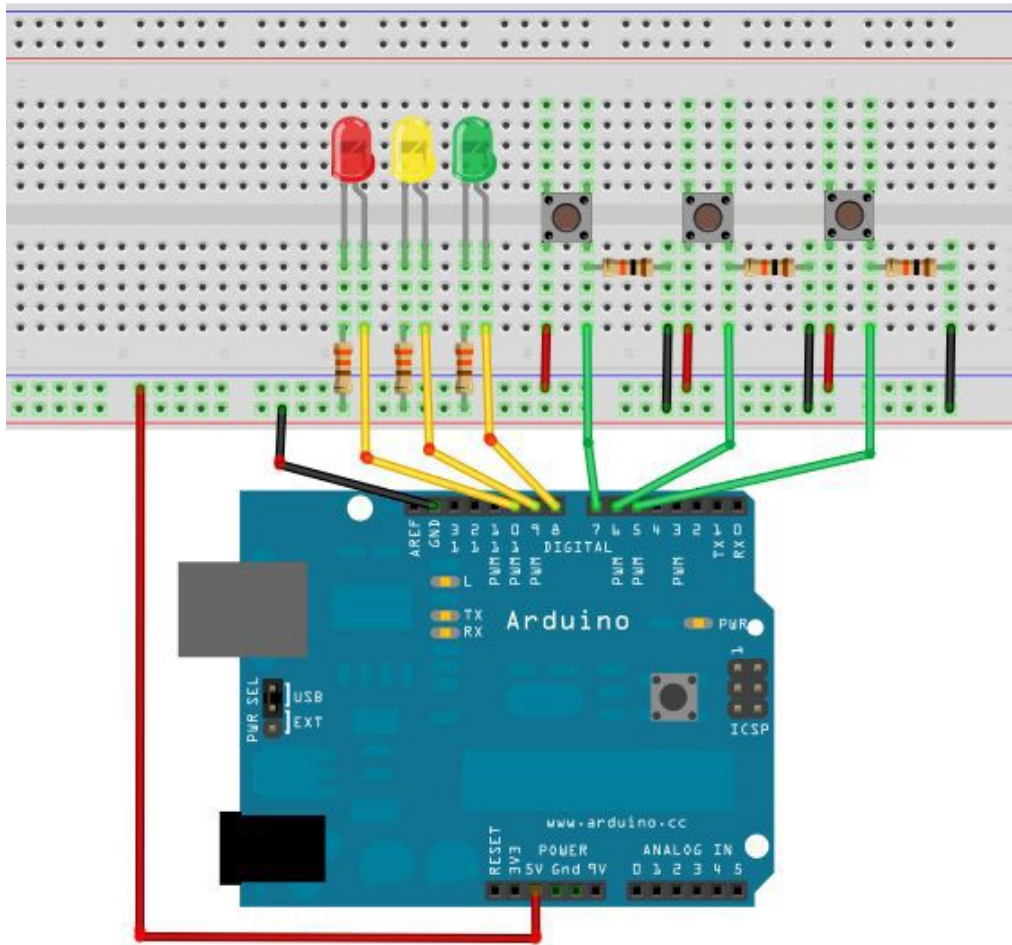 AREF
GND
13
12
11
10
9
8
7
6
5
4
3
2
1
0
PWM
PWM
PWM
DIGITAL
PWM
PWM
PWM
TX
RX
L
TX
RX
Arduino
PWR
1
ICSP
PWR SEL
USB
EXT
www.arduino.cc
POWER
ANALOG IN
RESET
3V3
5V Gnd 9V
0 1 2 3 4 5